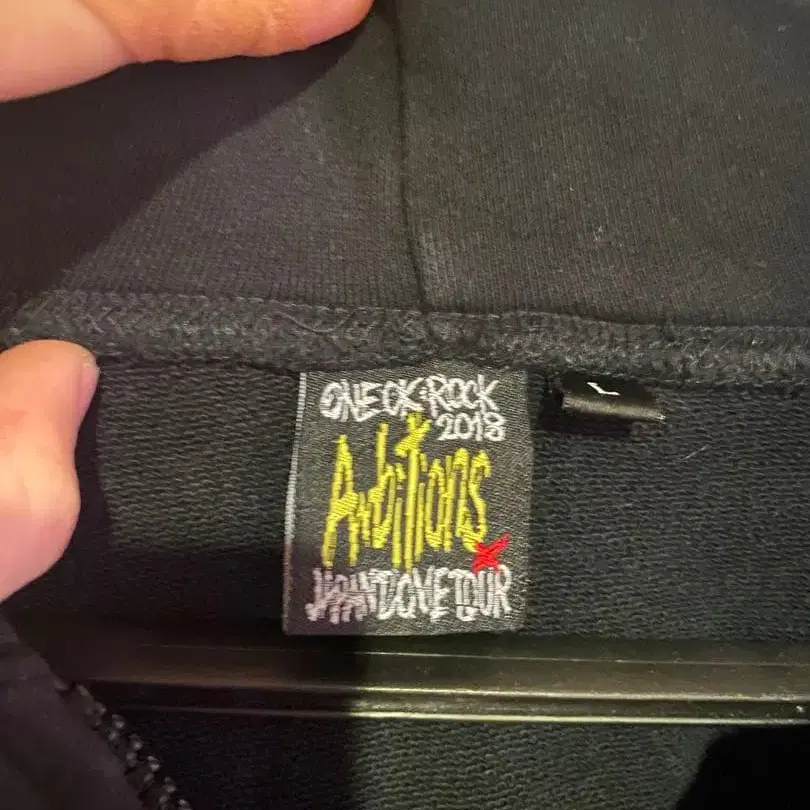 ONE OK ROCK
2018
Ambitions
JAPAN DOME TOUR
L